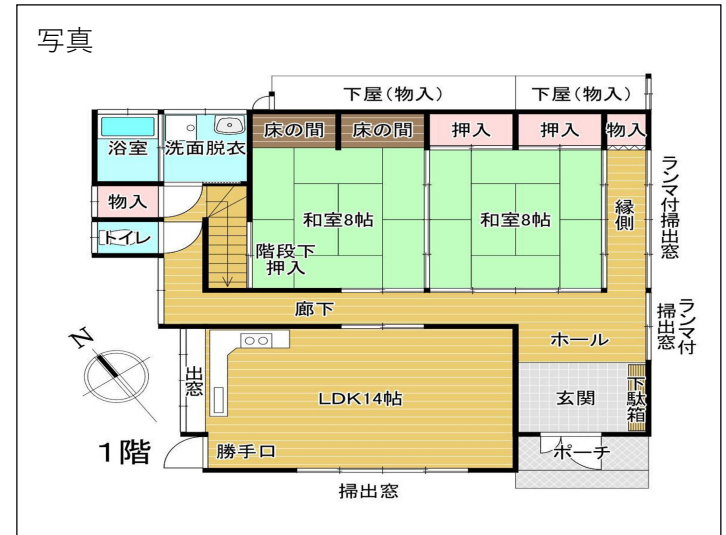 写真
下屋(物入)
下屋(物入)
床の間
床の間
押入
押入
物入
浴室
洗面脱衣
物入
トイレ
和室8帖
和室8帖
縁側
ランマ付掃出窓
階段下
押入
廊下
ホール
ランマ付
掃出窓
N
出窓
LDK14帖
玄関
下駄箱
1階
勝手口
ポーチ
掃出窓